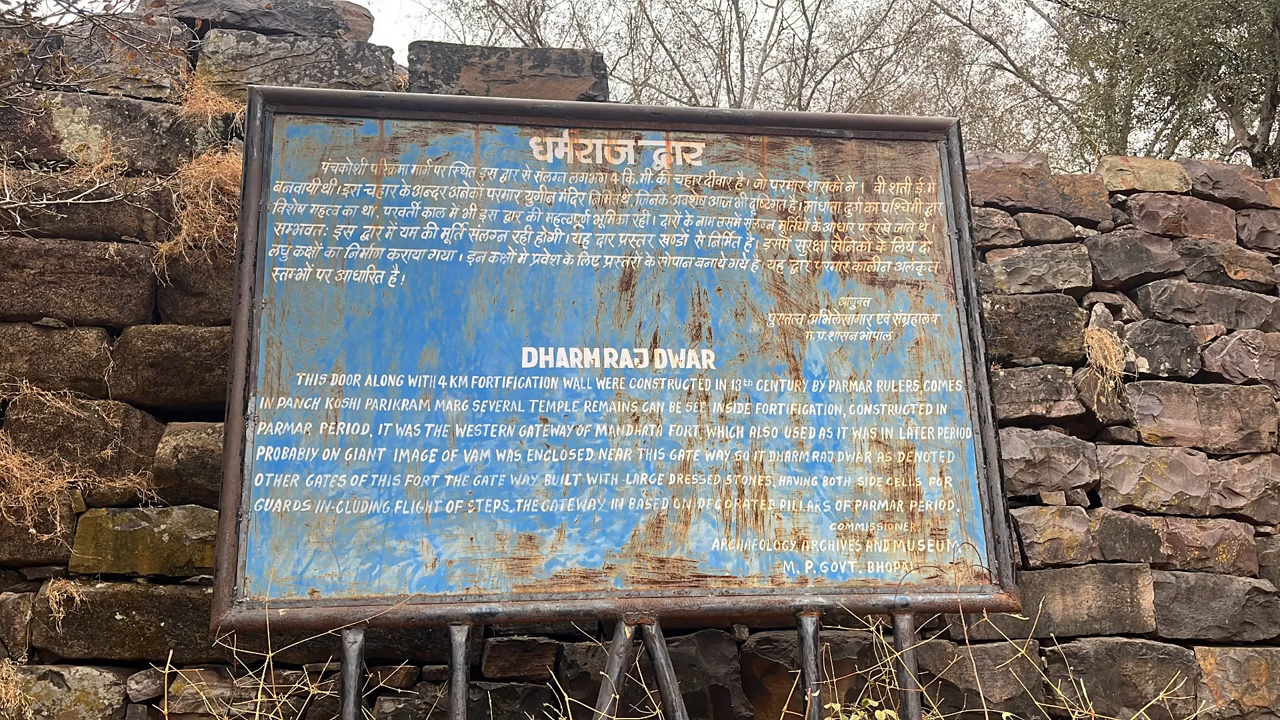 धर्मराज द्वार
पंचकोशी परिक्रमा मार्ग पर स्थित इस द्वार से संलग्न लगभग 4 कि.मी की चहार दीवार है। जो परमार शासकों ने 1 वी शती ई.में
बनवायी थी। इस चहार के अन्दर अनेकों परमार युगीन मंदिर निर्मित थे, जिनके अवशेष आज भी दृष्टिगत है। मांधाता दुर्ग का पश्चिमी द्वार
विशेष महत्व का था, परवर्ती काल में भी इस द्वार की महत्वपूर्ण भूमिका रही। दारों के नाम उसमें संलग्न मूर्तियों के आधार पर रखे जाते थे।
सम्भवतः इस द्वार में यम की मूर्ति संलग्न रही होगी। यह दार प्रस्तर खण्डो से निर्मित है। इसमें सुरक्षा सैनिकों के लिये दो
लघु कक्षों का निर्माण कराया गया। इन कक्षों में प्रवेश के लिए प्रस्तरों के सोपान बनाये गये है। यह द्वार परमार कालीन अलंकृत
स्तम्भों पर आधारित है।
आयुक्त
पुरातत्व अभिलेखागार एवं संग्रहालय
म.प्र.शासन भोपाल
DHARMRAJ DWAR
THIS DOOR ALONG WITH 4 KM FORTIFICATION WALL WERE CONSTRUCTED IN 13th CENTURY BY PARMAR RULERS COMES
IN PANCH KOSHI PARIKRAM MARG SEVERAL TEMPLE REMAINS CAN BE SEE INSIDE FORTIFICATION, CONSTRUCTED IN
PARMAR PERIOD. IT WAS THE WESTERN GATEWAY OF MANDHATA FORT, WHICH ALSO USED AS IT WAS IN LATER PERIOD
PROBABIY ON GIANT IMAGE OF VAM WAS ENCLOSED NEAR THIS GATE WAY SO IT DHARMRAJ DWAR AS DENOTED
OTHER GATES OF THIS FORT THE GATE WAY BUILT WITH LARGE DRESSED STONES, HAVING BOTH SIDE CELLS FOR
GUARDS IN-CLUDING FLIGHT OF STEPS. THE GATEWAY IN BASED ON DECORATED PILLARS OF PARMAR PERIOD.
COMMISSIONER
ARCHAEOLOGY, ARCHIVES AND MUSEUM
M. P. GOVT. BHOPAL